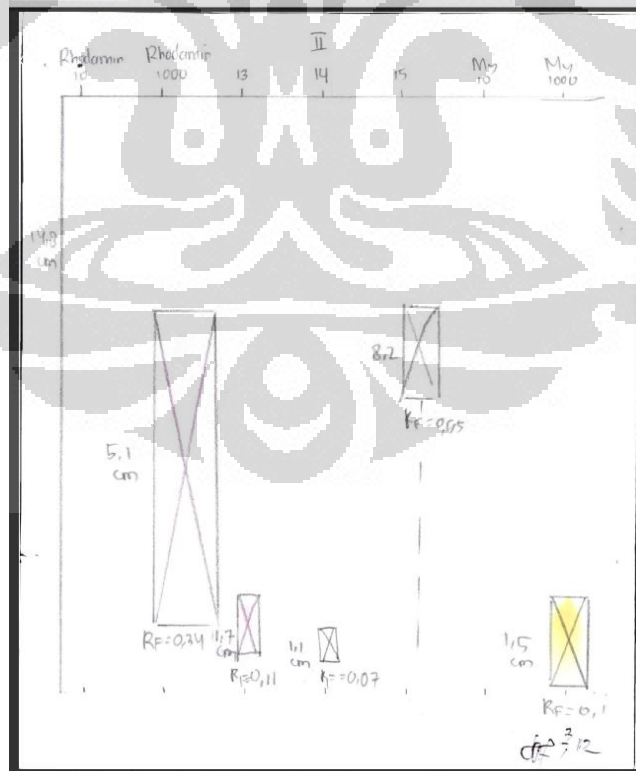 II
Rhodamin Rhodamin My My
10 1000 13 14 15 10 1000
14,8
cm
8,2
RF=0,55
5,1
cm
RF=0,34
1,7
cm
RF=0,11
1,1
cm
RF=0,07
1,5
cm
RF=0,1